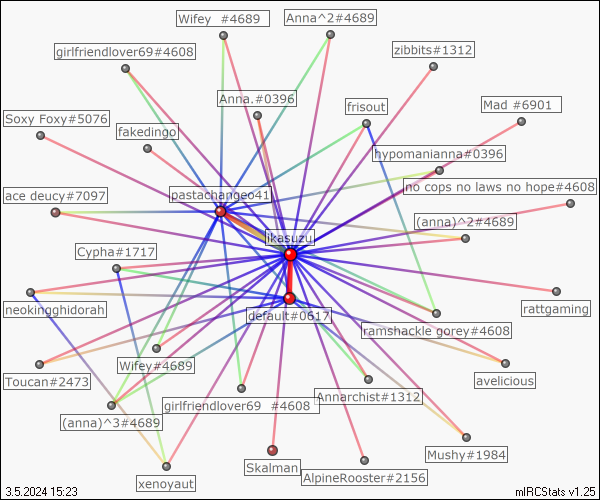 Wifey  #4689
Anna^2#4689
girlfriendlover69#4608
zibbits#1312
Anna.#0396
frisout
Mad #6901
Soxy Foxy#5076
fakedingo
hypomanianna#0396
no cops no laws no hope#4608
ace deucy#7097
pastachangeo41
(anna)^2#4689
jkasuzu
Cypha#1717
neokingghidorah
default#0617
rattgaming
ramshackle gorey#4608
Wifey#4689
Toucan#2473
avelicious
Annarchist#1312
girlfriendlover69  #4608
(anna)^3#4689
Mushy#1984
Skalman
AlpineRooster#2156
xenoyaut
3.5.2024 15:23
mIRCStats v1.25